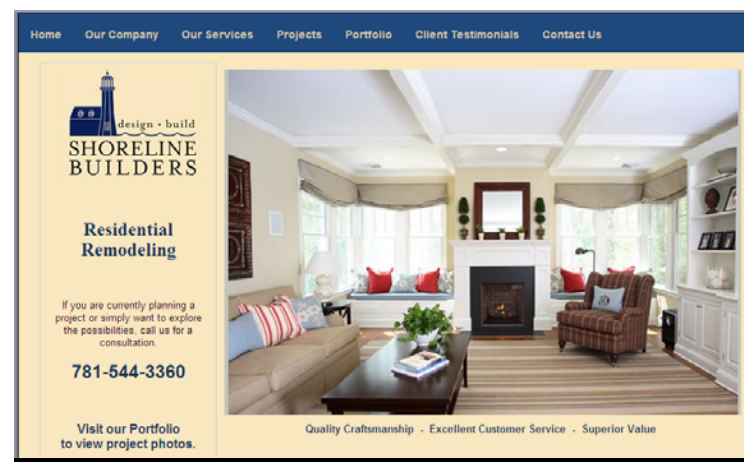 Home Our Company Our Services Projects Portfolio Client Testimonials Contact Us
design • build
SHORELINE
BUILDERS
Residential
Remodeling
If you are currently planning a
project or simply want to explore
the possibilities, call us for a
consultation.
781-544-3360
Visit our Portfolio
to view project photos.
Quality Craftsmanship - Excellent Customer Service - Superior Value